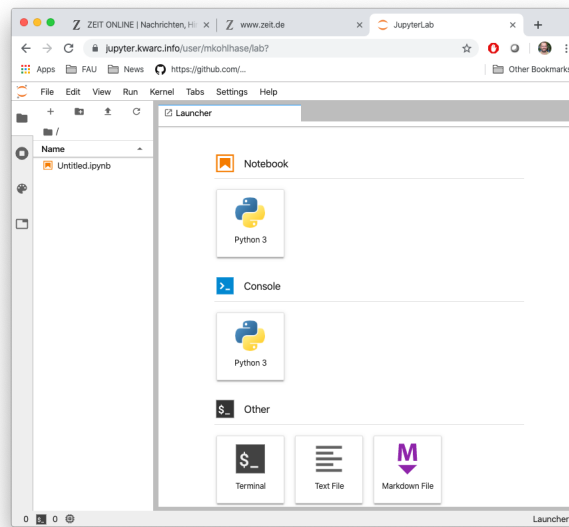 Z ZEIT ONLINE | Nachrichten, Hi × Z www.zeit.de × JupyterLab × +
jupyter.kwarc.info/user/mkohlhase/lab?
Apps FAU News https://github.com/... Other Bookmarks
File Edit View Run Kernel Tabs Settings Help
Launcher
/
Name
Untitled.ipynb
Notebook
Python 3
Console
Python 3
$_ Other
$_ M
Terminal Text File Markdown File
0 $_ 0 Launcher